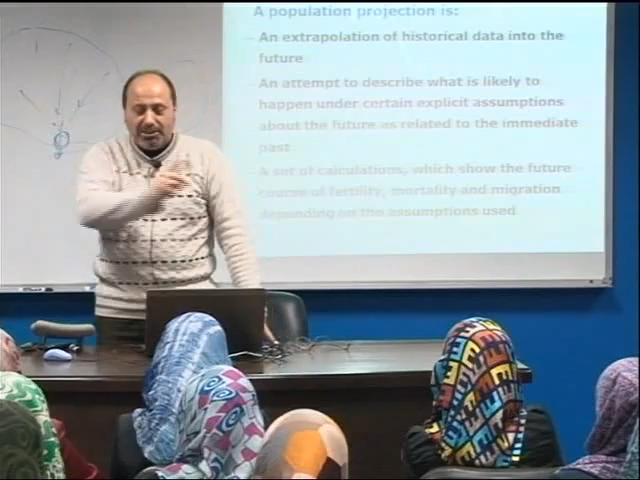 A population projection is:
– An extrapolation of historical data into the
future
– An attempt to describe what is likely to
happen under certain explicit assumptions
about the future as related to the immediate
past
– A set of calculations, which show the future
course of fertility, mortality and migration
depending on the assumptions used